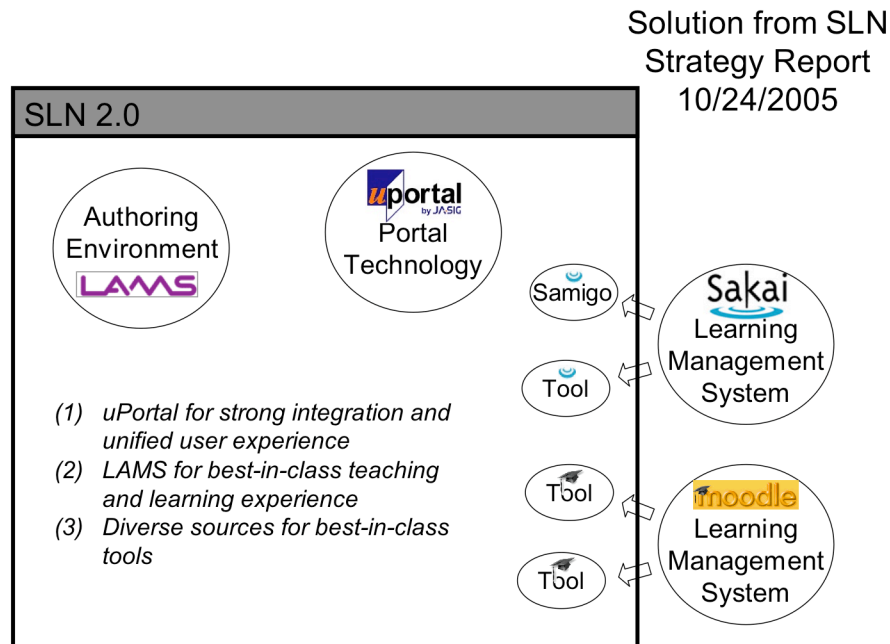 Solution from SLN
Strategy Report
10/24/2005
SLN 2.0
Authoring
Environment
LAMS
uportal
by JASIG
Portal
Technology
Samigo
Tool
Tool
Tool
Sakai
Learning
Management
System
moodle
Learning
Management
System
(1) uPortal for strong integration and
unified user experience
(2) LAMS for best-in-class teaching
and learning experience
(3) Diverse sources for best-in-class
tools